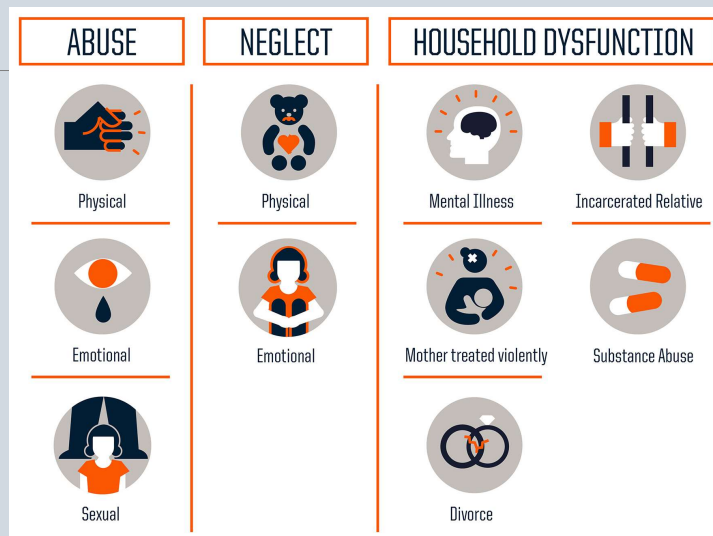 ABUSE
NEGLECT
HOUSEHOLD DYSFUNCTION
Physical
Emotional
Sexual
Physical
Emotional
Mental Illness
Incarcerated Relative
Mother treated violently
Substance Abuse
Divorce